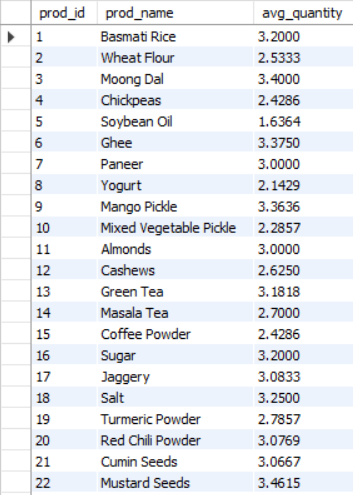 prod_id prod_name avg_quantity
1 Basmati Rice 3.2000
2 Wheat Flour 2.5333
3 Moong Dal 3.4000
4 Chickpeas 2.4286
5 Soybean Oil 1.6364
6 Ghee 3.3750
7 Paneer 3.0000
8 Yogurt 2.1429
9 Mango Pickle 3.3636
10 Mixed Vegetable Pickle 2.2857
11 Almonds 3.0000
12 Cashews 2.6250
13 Green Tea 3.1818
14 Masala Tea 2.7000
15 Coffee Powder 2.4286
16 Sugar 3.2000
17 Jaggery 3.0833
18 Salt 3.2500
19 Turmeric Powder 2.7857
20 Red Chili Powder 3.0769
21 Cumin Seeds 3.0667
22 Mustard Seeds 3.4615